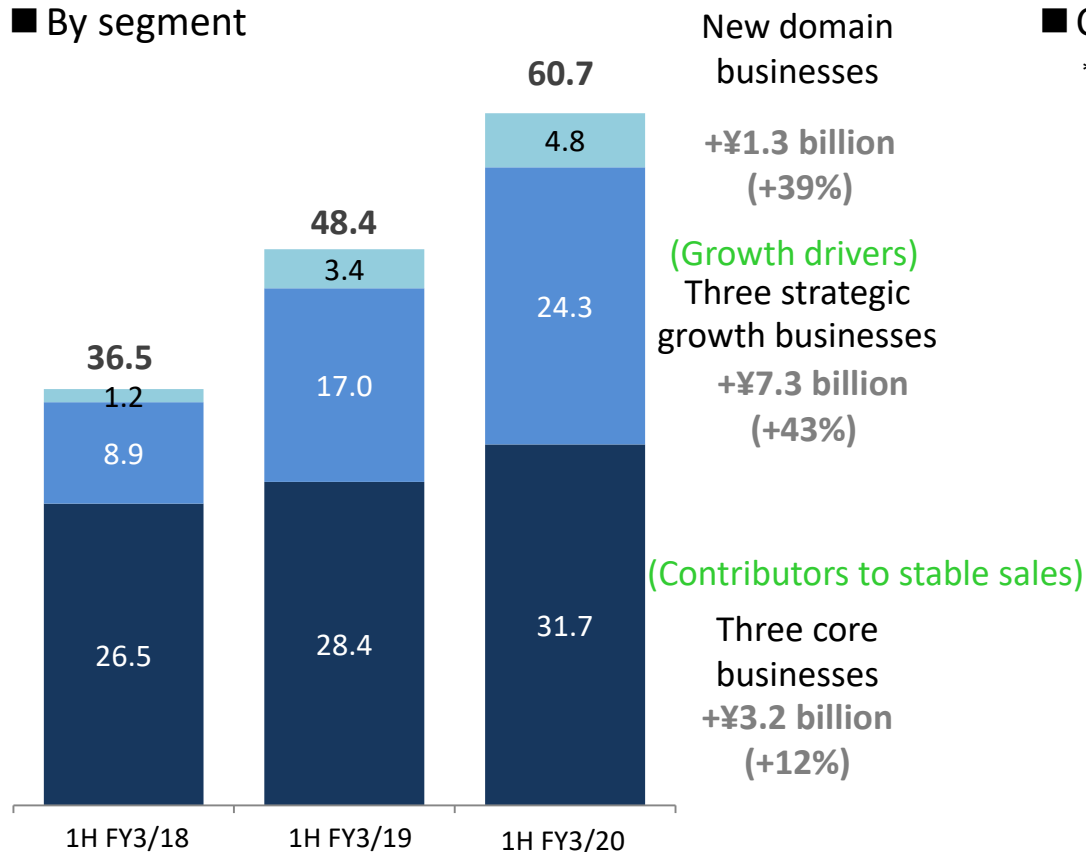 ■ By segment
36.5
1.2
8.9
26.5
1H FY3/18
48.4
3.4
17.0
28.4
1H FY3/19
60.7
4.8
24.3
31.7
1H FY3/20
New domain
businesses
+¥1.3 billion
(+39%)
(Growth drivers)
Three strategic
growth businesses
+¥7.3 billion
(+43%)
(Contributors to stable sales)
Three core
businesses
+¥3.2 billion
(+12%)
■
*